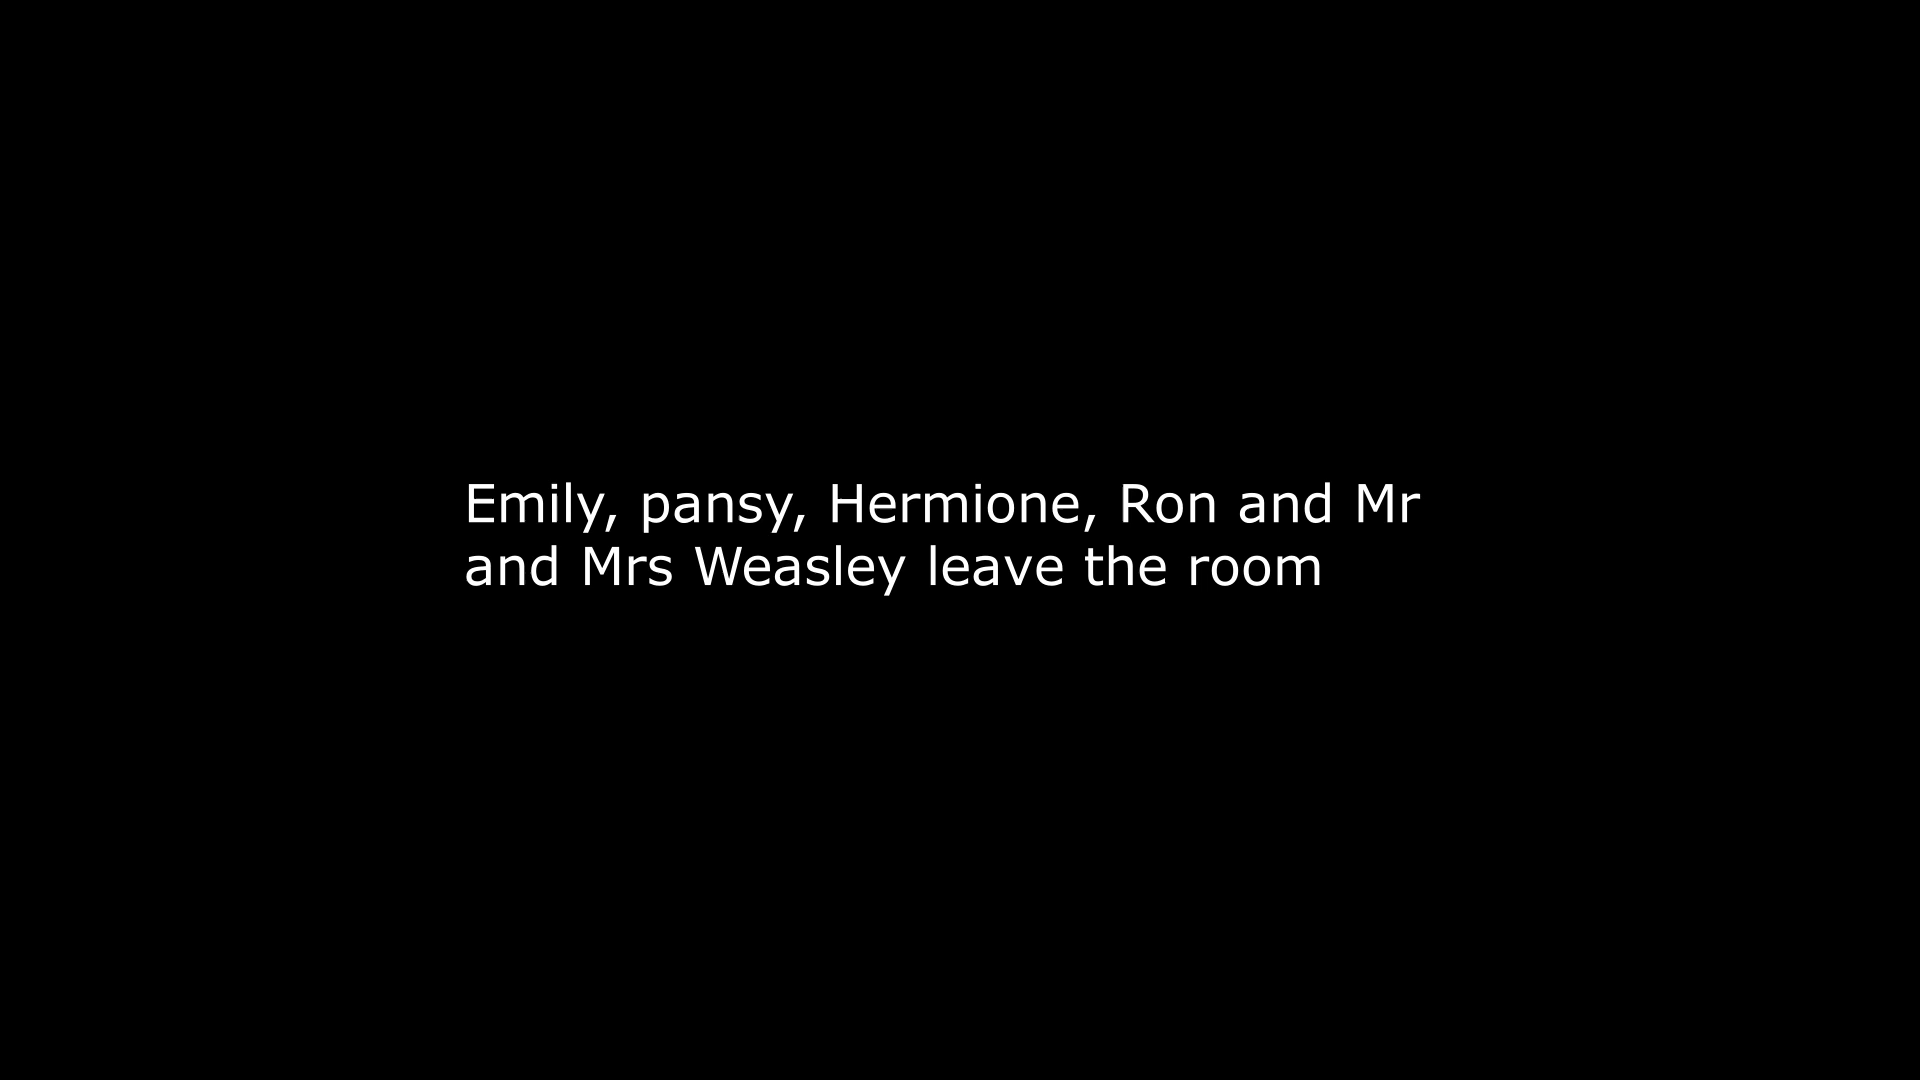 Emily, pansy, Hermione, Ron and Mr
and Mrs Weasley leave the room